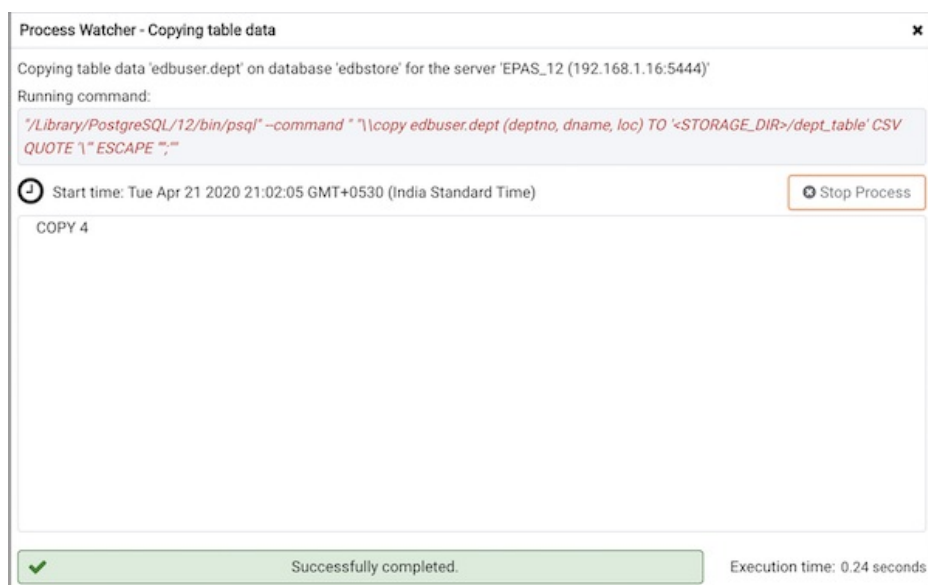 Process Watcher - Copying table data
Copying table data 'edbuser.dept' on database 'edbstore' for the server 'EPAS_12 (192.168.1.16:5444)'
Running command:
"/Library/PostgreSQL/12/bin/psql" --command " "\\copy edbuser.dept (deptno, dname, loc) TO '<STORAGE_DIR>/dept_table' CSV
QUOTE '\"' ESCAPE '''';""
Start time: Tue Apr 21 2020 21:02:05 GMT+0530 (India Standard Time)
Stop Process
COPY 4
Successfully completed.
Execution time: 0.24 seconds